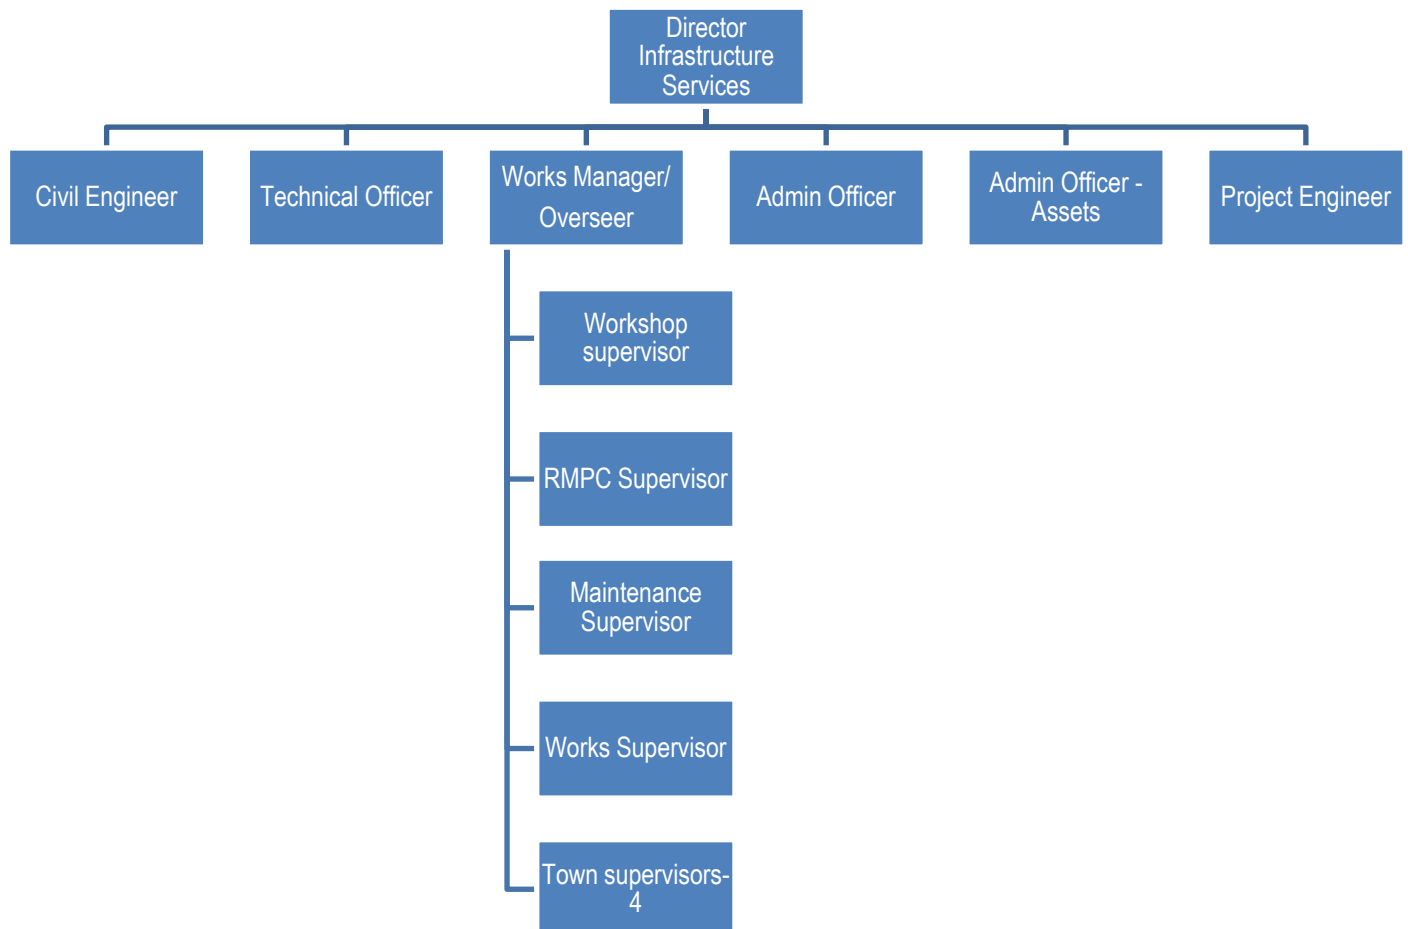 Director
Infrastructure
Services
Civil Engineer
Technical Officer
Works Manager/
Overseer
Admin Officer
Admin Officer -
Assets
Project Engineer
Workshop
supervisor
RMPC Supervisor
Maintenance
Supervisor
Works Supervisor
Town supervisors-
4